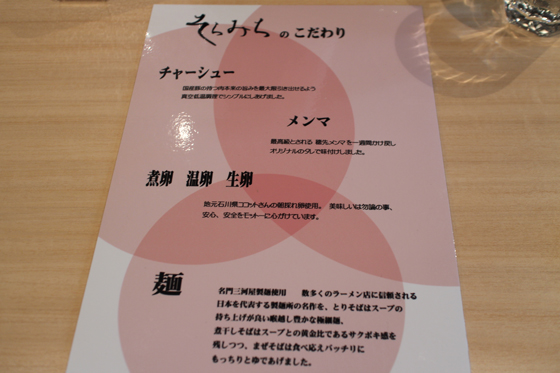 そらみちのこだわり
チャーシュー
国産豚の持つ肉本来の旨みを最大限引き出せるよう
真空低温調理でシンプルにしあげました。
メンマ
最高級とされる 穂先メンマを一週間かけ戻し
オリジナルのタレで味付けしました。
煮卵 温卵 生卵
地元石川県ココットさんの朝採れ卵使用。 美味しいは勿論の事、
安心、安全をモットーに心がけています。
麺
名門三河屋製麺使用 数多くのラーメン店に信頼される
日本を代表する製麺所の名作を、とりそばはスープの
持ち上げが良い喉越し豊かな極細麺、
煮干しそばはスープとの黄金比であるサクポキ感を
残しつつ、まぜそばは食べ応えバッチリに
もっちりとゆであげました。